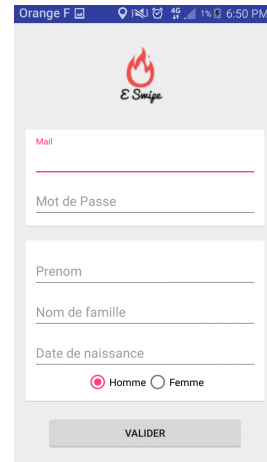 Orange F 4G 1% 6:50 PM
E Swipe
Mail
Mot de Passe
Prenom
Nom de famille
Date de naissance
Homme Femme
VALIDER